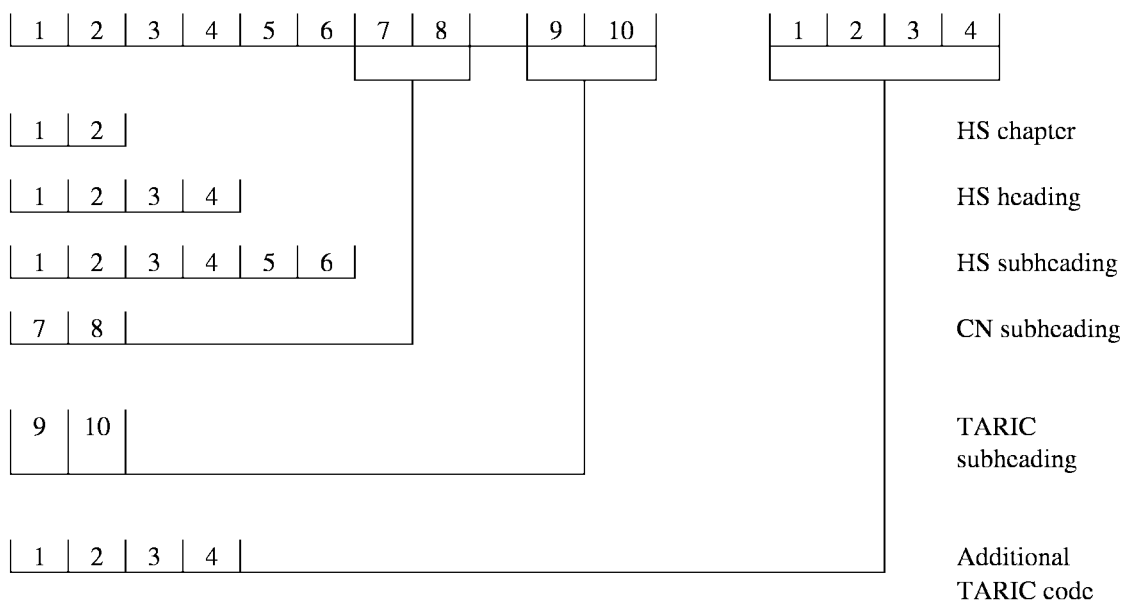 1 2 3 4 5 6 7 8 9 10 1 2 3 4
1 2 HS chapter
1 2 3 4 HS heading
1 2 3 4 5 6 HS subheading
7 8 CN subheading
9 10 TARIC
subheading
1 2 3 4 Additional
TARIC code